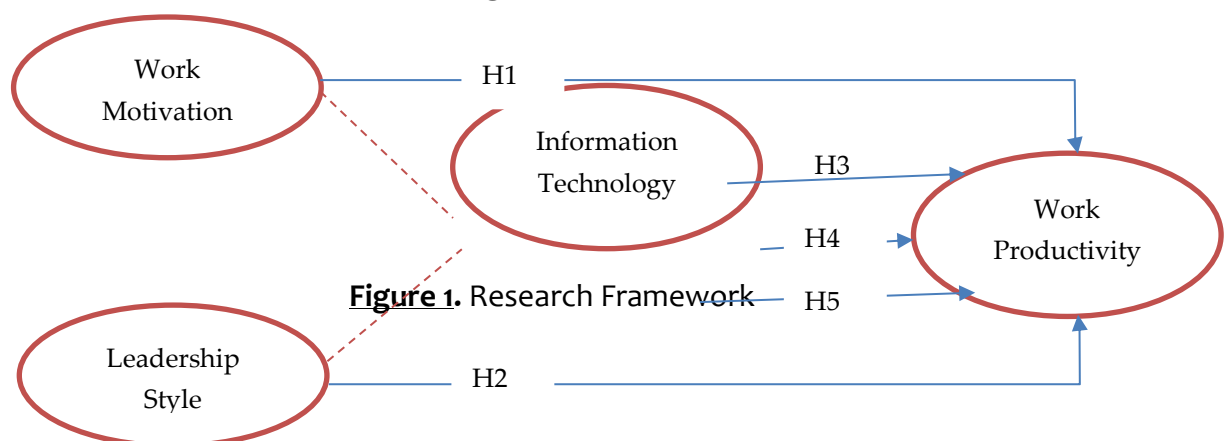 Work
Motivation
H1
Information
Technology
H3
Work
Productivity
H4
Figure 1. Research Framework
H5
Leadership
Style
H2